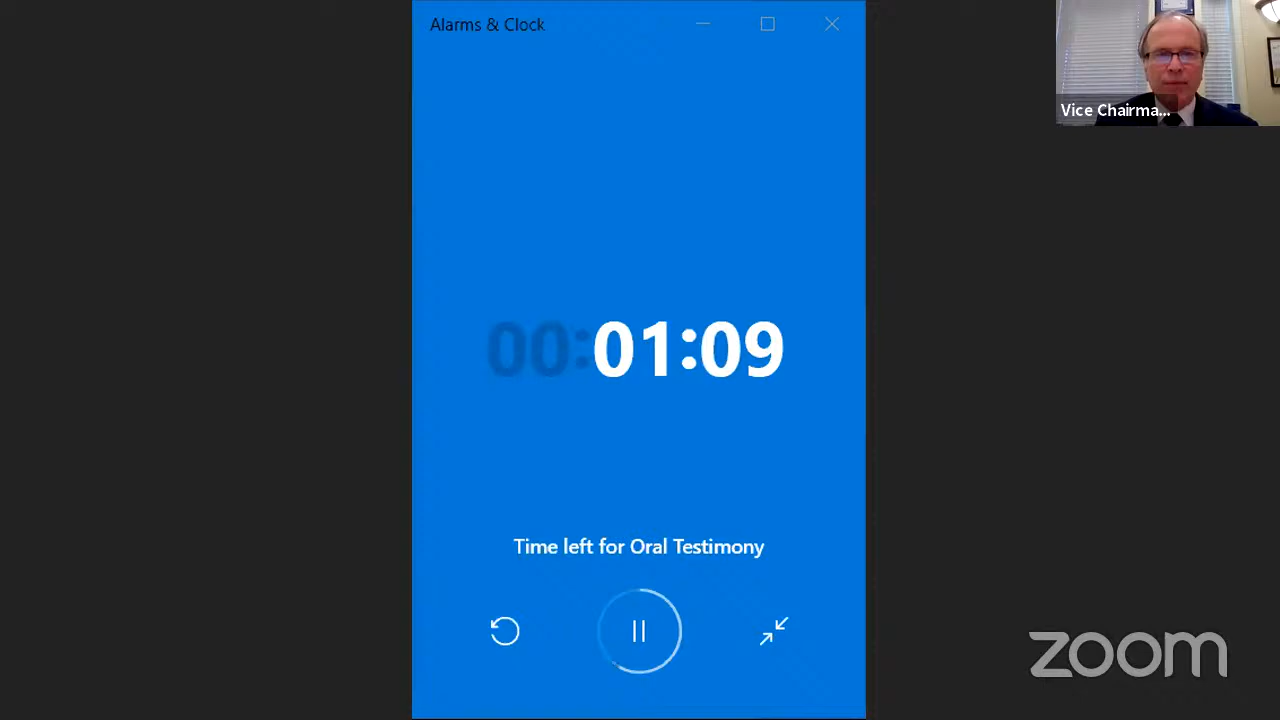 Alarms & Clock
Vice Chairma...
00:01:09
Time left for Oral Testimony
zoom